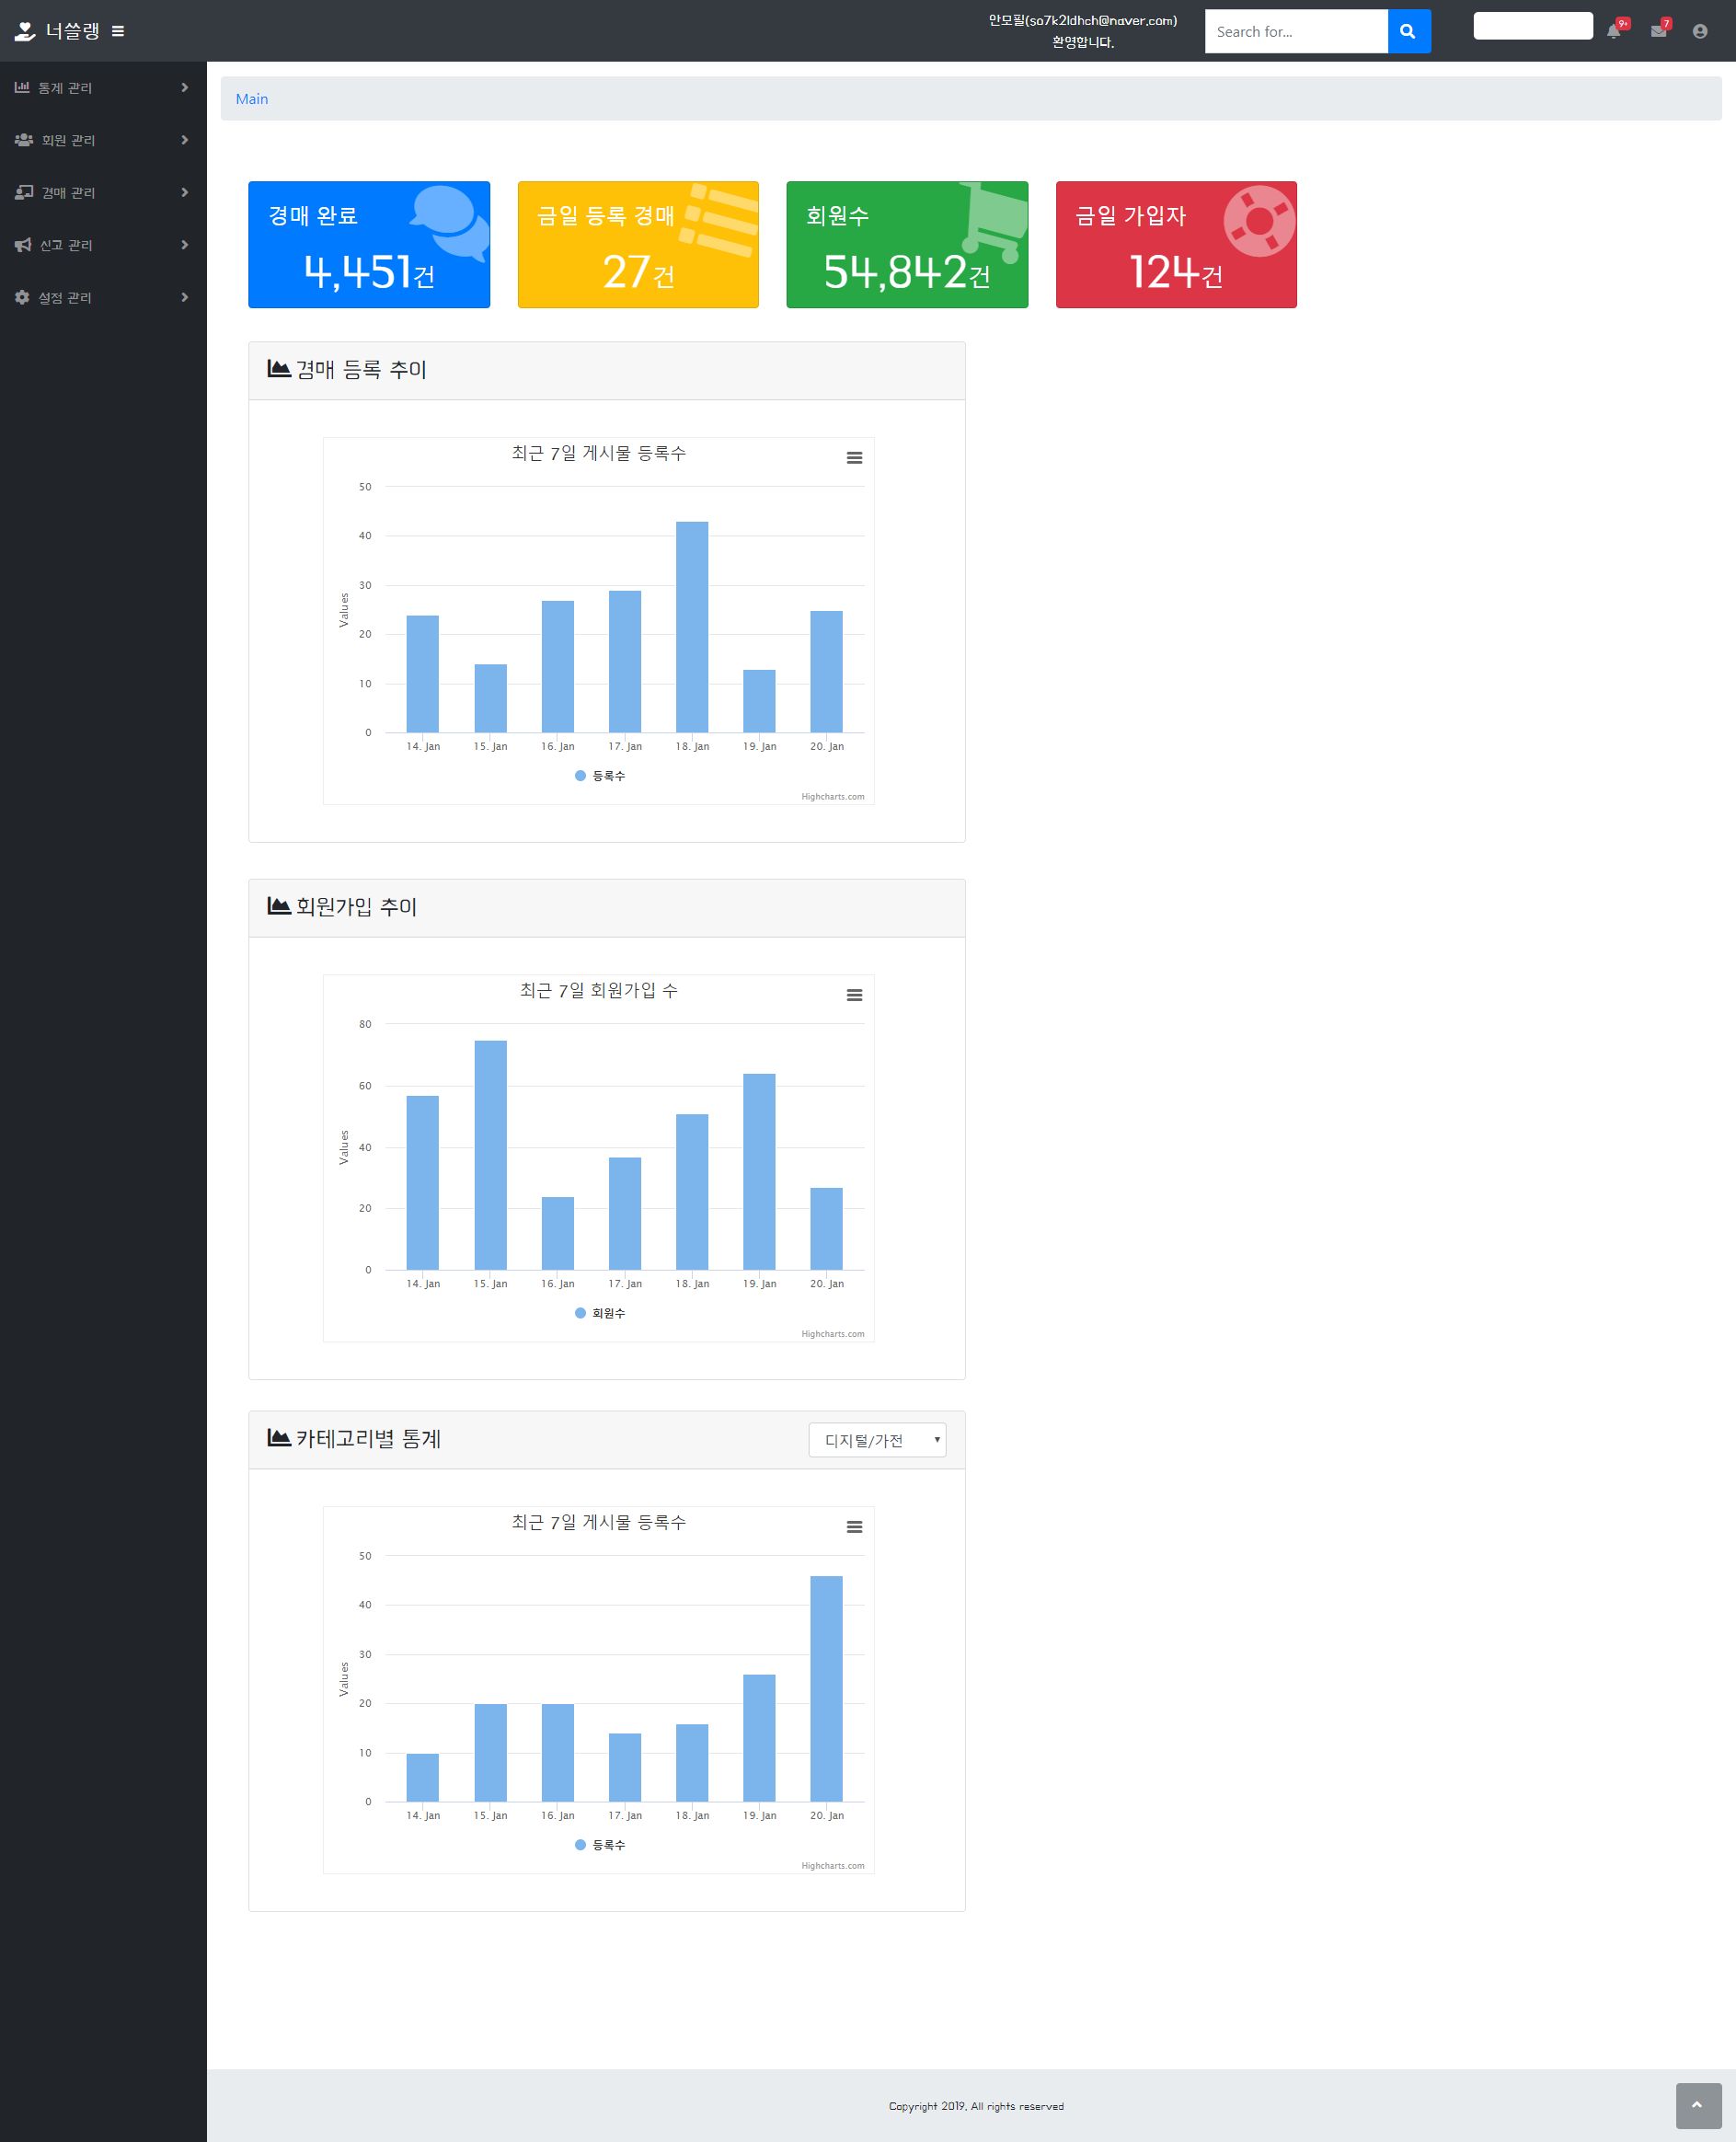 너쓸랭
안모필(so7k2ldhch@naver.com)
환영합니다.
Search for...
9+
7
통계 관리
회원 관리
경매 관리
신고 관리
설정 관리
Main
경매 완료
4,451건
금일 등록 경매
27건
회원수
54,842건
금일 가입자
124건
경매 등록 추이
최근 7일 게시물 등록수
Values
50
40
30
20
10
0
14. Jan 15. Jan 16. Jan 17. Jan 18. Jan 19. Jan 20. Jan
등록수
Highcharts.com
회원가입 추이
최근 7일 회원가입 수
Values
80
60
40
20
0
14. Jan 15. Jan 16. Jan 17. Jan 18. Jan 19. Jan 20. Jan
회원수
Highcharts.com
카테고리별 통계
디지털/가전
최근 7일 게시물 등록수
Values
50
40
30
20
10
0
14. Jan 15. Jan 16. Jan 17. Jan 18. Jan 19. Jan 20. Jan
등록수
Highcharts.com
Copyright 2019, All rights reserved